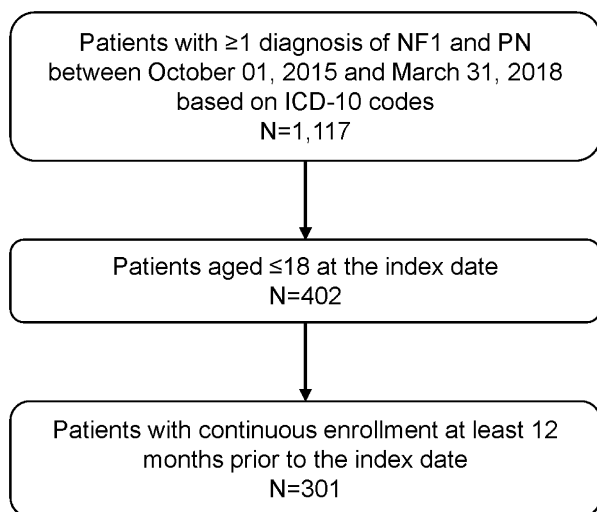 Patients with ≥1 diagnosis of NF1 and PN
between October 01, 2015 and March 31, 2018
based on ICD-10 codes
N=1,117
Patients aged ≤18 at the index date
N=402
Patients with continuous enrollment at least 12
months prior to the index date
N=301